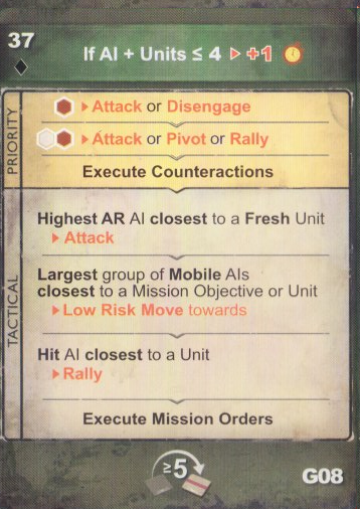 37
If AI + Units ≤ 4 ▸ +1
PRIORITY
▸Attack or Disengage
▸Attack or Pivot or Rally
Execute Counteractions
TACTICAL
Highest AR AI closest to a Fresh Unit
▸Attack
Largest group of Mobile AIs
closest to a Mission Objective or Unit
▸Low Risk Move towards
Hit AI closest to a Unit
▸Rally
Execute Mission Orders
≥5
G08